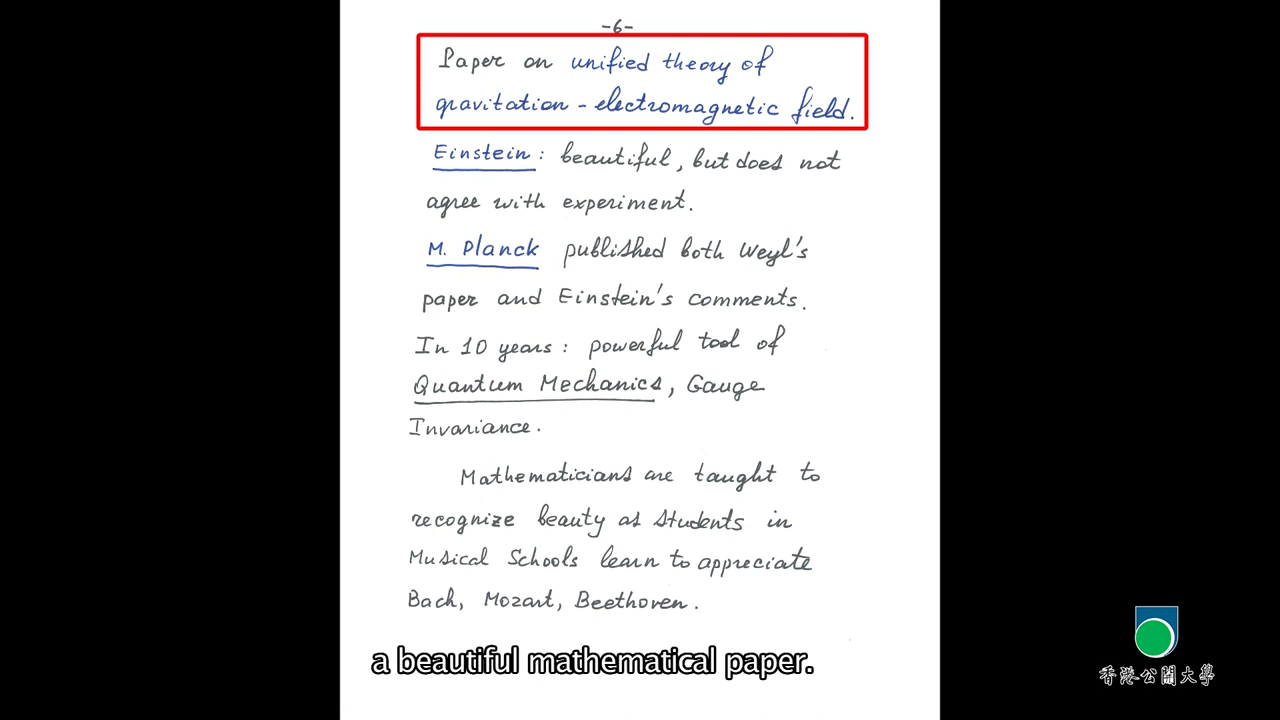 -6-
Paper on unified theory of
gravitation - electromagnetic field.
Einstein: beautiful, but does not
agree with experiment.
M. Planck published both Weyl's
paper and Einstein's comments.
In 10 years: powerful tool of
Quantum Mechanics, Gauge
Invariance.
Mathematicians are taught to
recognize beauty as students in
Musical Schools learn to appreciate
Bach, Mozart, Beethoven.
a beautiful mathematical paper.
香港公開大學